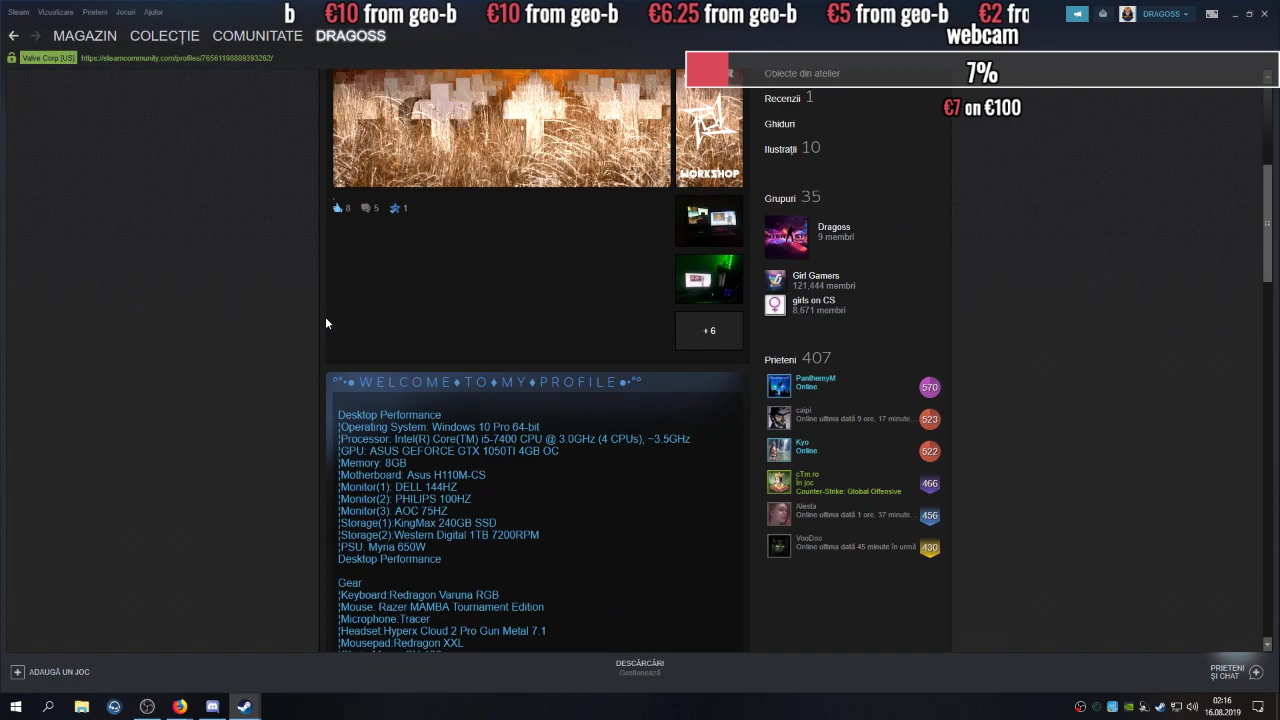 Steam Vizualizare Prieteni Jocuri Ajutor
b €10 from geo-b €10 from geo-b €6.25 from geo-b €5 from geo-b €2 fro
DRAGOSS
MAGAZIN COLECȚIE COMUNITATE DRAGOSS
webcam
Valve Corp [US] https://steamcommunity.com/profiles/76561198889393262/
7%
€7 on €100
Obiecte din atelier
Recenzii 1
Ghiduri
Ilustrații 10
WORKSHOP
8 5 1
+ 6
Grupuri 35
Dragoss
9 membri
Girl Gamers
121,444 membri
girls on CS
8,671 membri
Prieteni 407
PanthemyM
Online
570
caipi
Online ultima dată 9 ore, 17 minute...
523
Kyo
Online
522
cTm.ro
În joc
Counter-Strike: Global Offensive
466
Alesta
Online ultima dată 1 ore, 37 minute...
456
VooDoo
Online ultima dată 45 minute în urmă
430
°º•● W E L C O M E ♦ T O ♦ M Y ♦ P R O F I L E ●•°º
Desktop Performance
¦Operating System: Windows 10 Pro 64-bit
¦Processor: Intel(R) Core(TM) i5-7400 CPU @ 3.0GHz (4 CPUs), ~3.5GHz
¦GPU: ASUS GEFORCE GTX 1050TI 4GB OC
¦Memory: 8GB
¦Motherboard: Asus H110M-CS
¦Monitor(1): DELL 144HZ
¦Monitor(2): PHILIPS 100HZ
¦Monitor(3): AOC 75HZ
¦Storage(1):KingMax 240GB SSD
¦Storage(2):Western Digital 1TB 7200RPM
¦PSU: Myria 650W
Desktop Performance
Gear
¦Keyboard:Redragon Varuna RGB
¦Mouse: Razer MAMBA Tournament Edition
¦Microphone:Tracer
¦Headset:Hyperx Cloud 2 Pro Gun Metal 7.1
¦Mousepad:Redragon XXL
ADAUGĂ UN JOC
DESCĂRCĂRI
Gestionează
PRIETENI
ȘI CHAT
02:16
16.08.2019